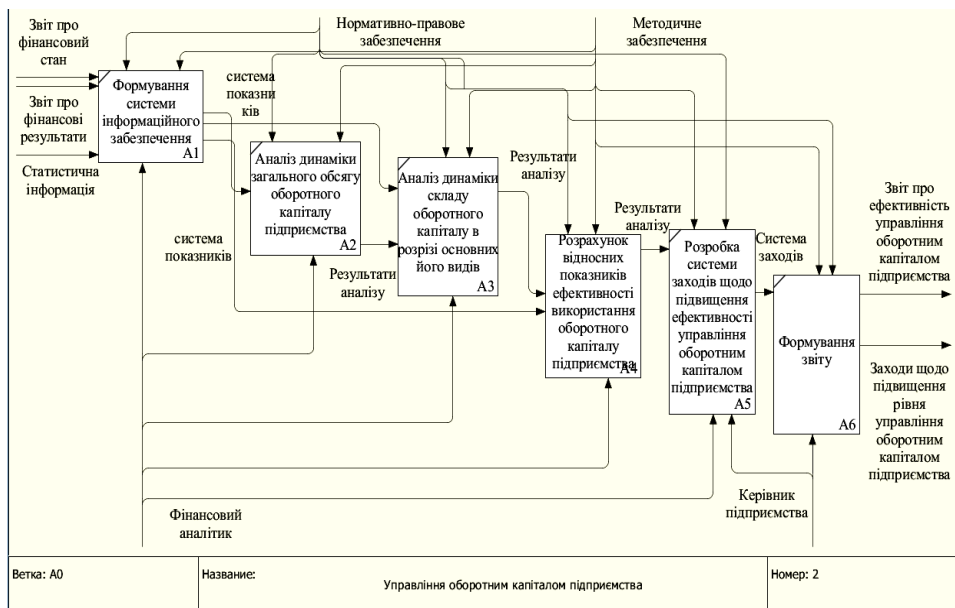 Звіт про
фінансовий
стан
Звіт про
фінансові
результати
Статистична
інформація
Нормативно-правове
забезпечення
Методичне
забезпечення
Формування
системи
інформаційного
забезпечення
A1
система
показни
ків
Аналіз динаміки
загального обсягу
оборотного
капіталу
підприємства
A2
система
показників
Результати
аналізу
Аналіз динаміки
складу
оборотного
капіталу в
розрізі основних
його видів
A3
Результати
аналізу
Розрахунок
відносних
показників
ефективності
використання
оборотного
капіталу
підприємства
A4
Результати
аналізу
Розробка
системи
заходів щодо
підвищення
ефективності
управління
оборотним
капіталом
підприємства
A5
Система
заходів
Формування
звіту
A6
Звіт про
ефективність
управління
оборотним
капіталом
підприємства
Заходи щодо
підвищення
рівня
управління
оборотним
капіталом
підприємства
Фінансовий
аналітик
Керівник
підприємства
Ветка: A0
Название:
Управління оборотним капіталом підприємства
Номер: 2